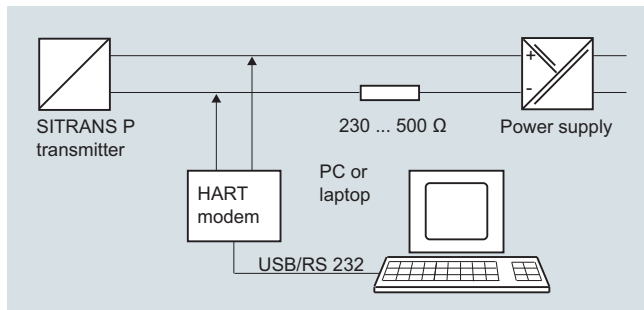 +
-
SITRANS P
transmitter
230 ... 500 Ω
Power supply
PC or
laptop
HART
modem
USB/RS 232